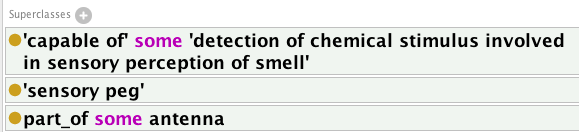 Superclasses
'capable of' some 'detection of chemical stimulus involved
in sensory perception of smell'
'sensory peg'
part_of some antenna